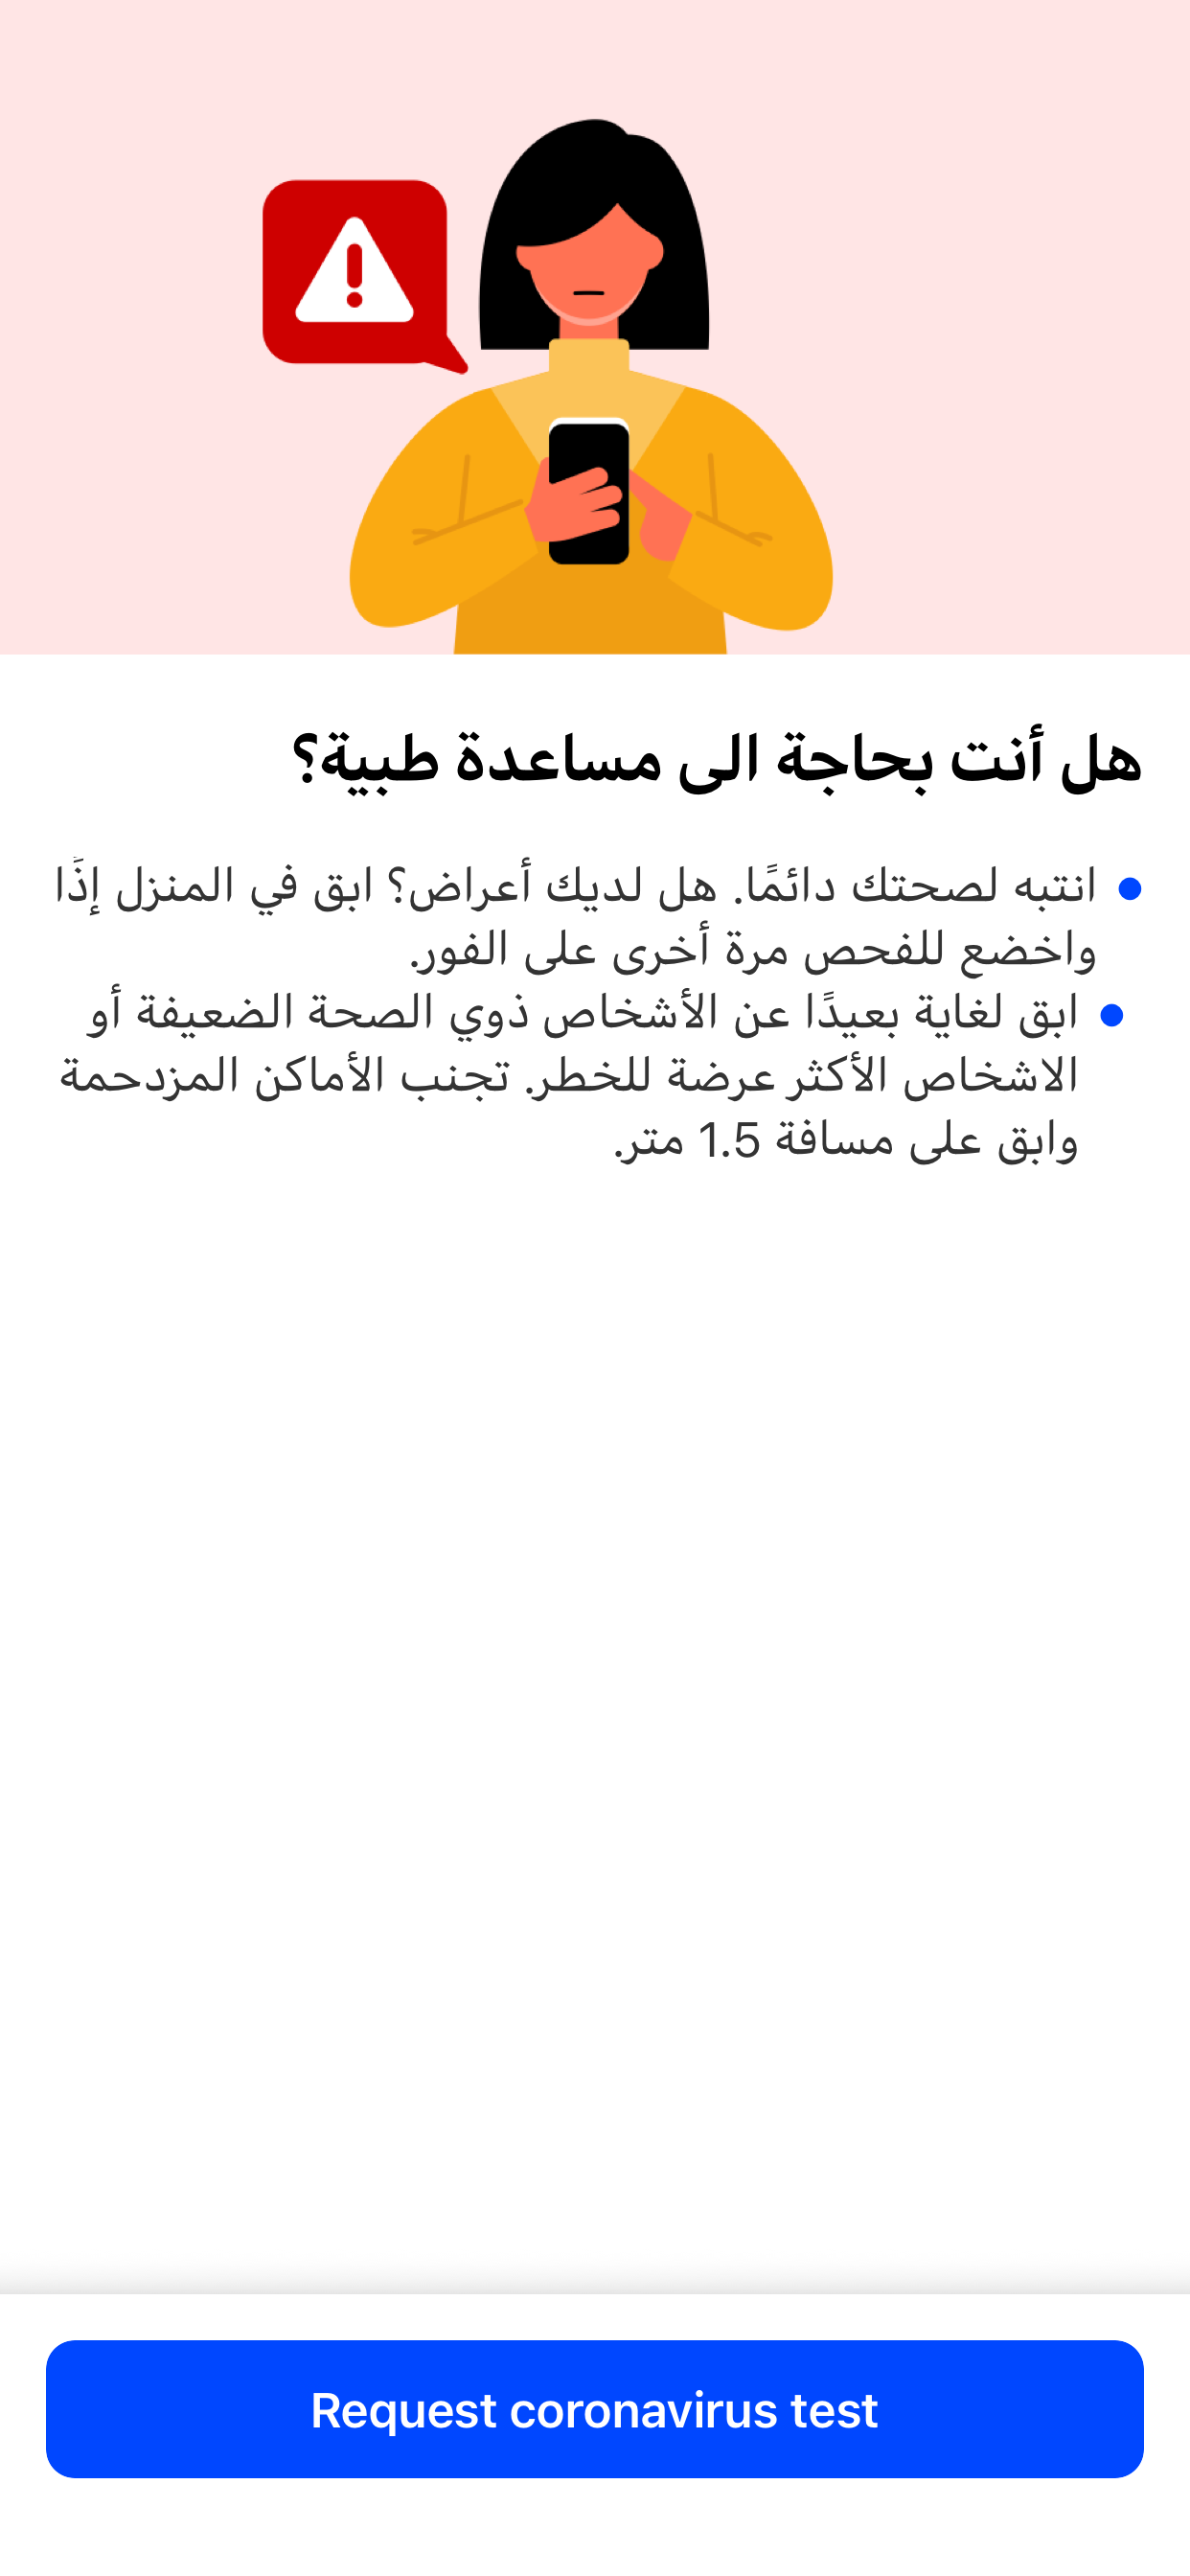 هل أنت بحاجة الى مساعدة طبية؟
انتبه لصحتك دائمًا. هل لديك أعراض؟ ابق في المنزل إذًا
واخضع للفحص مرة أخرى على الفور.
ابق لغاية بعيدًا عن الأشخاص ذوي الصحة الضعيفة أو
الاشخاص الأكثر عرضة للخطر. تجنب الأماكن المزدحمة
وابق على مسافة 1.5 متر.
Request coronavirus test